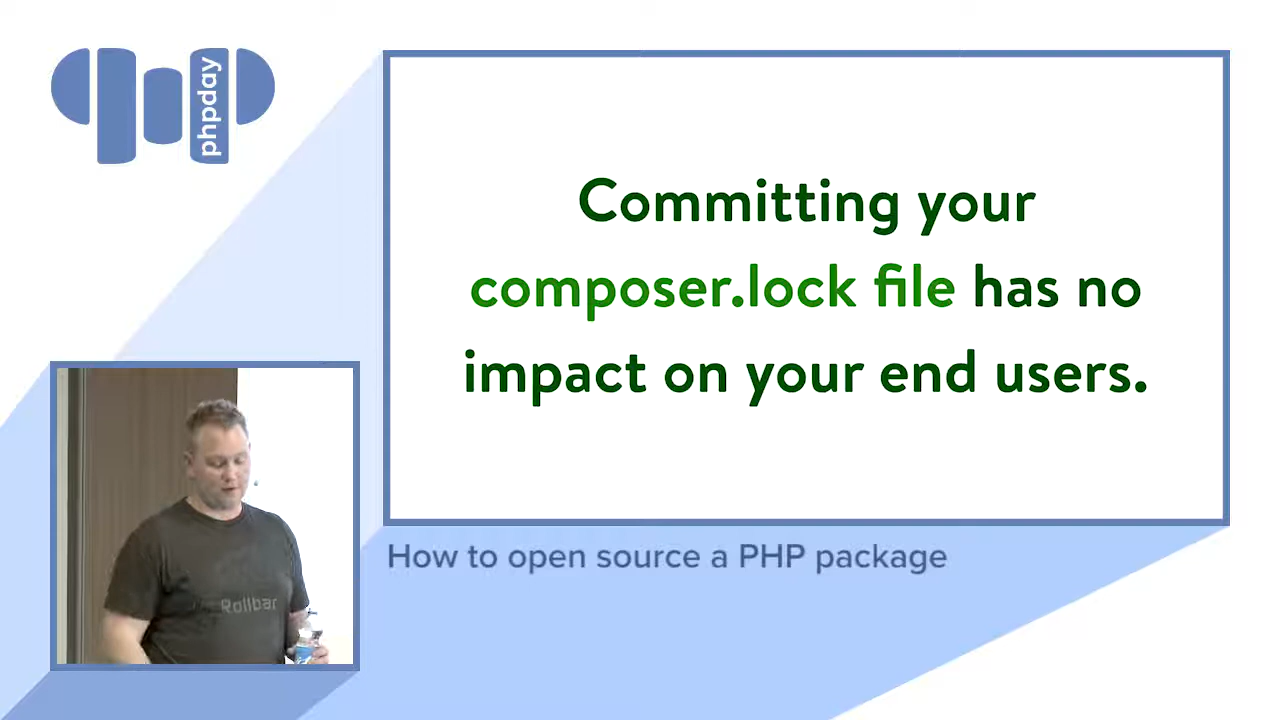 phpday
Committing your
composer.lock file has no
impact on your end users.
How to open source a PHP package
Rollbar